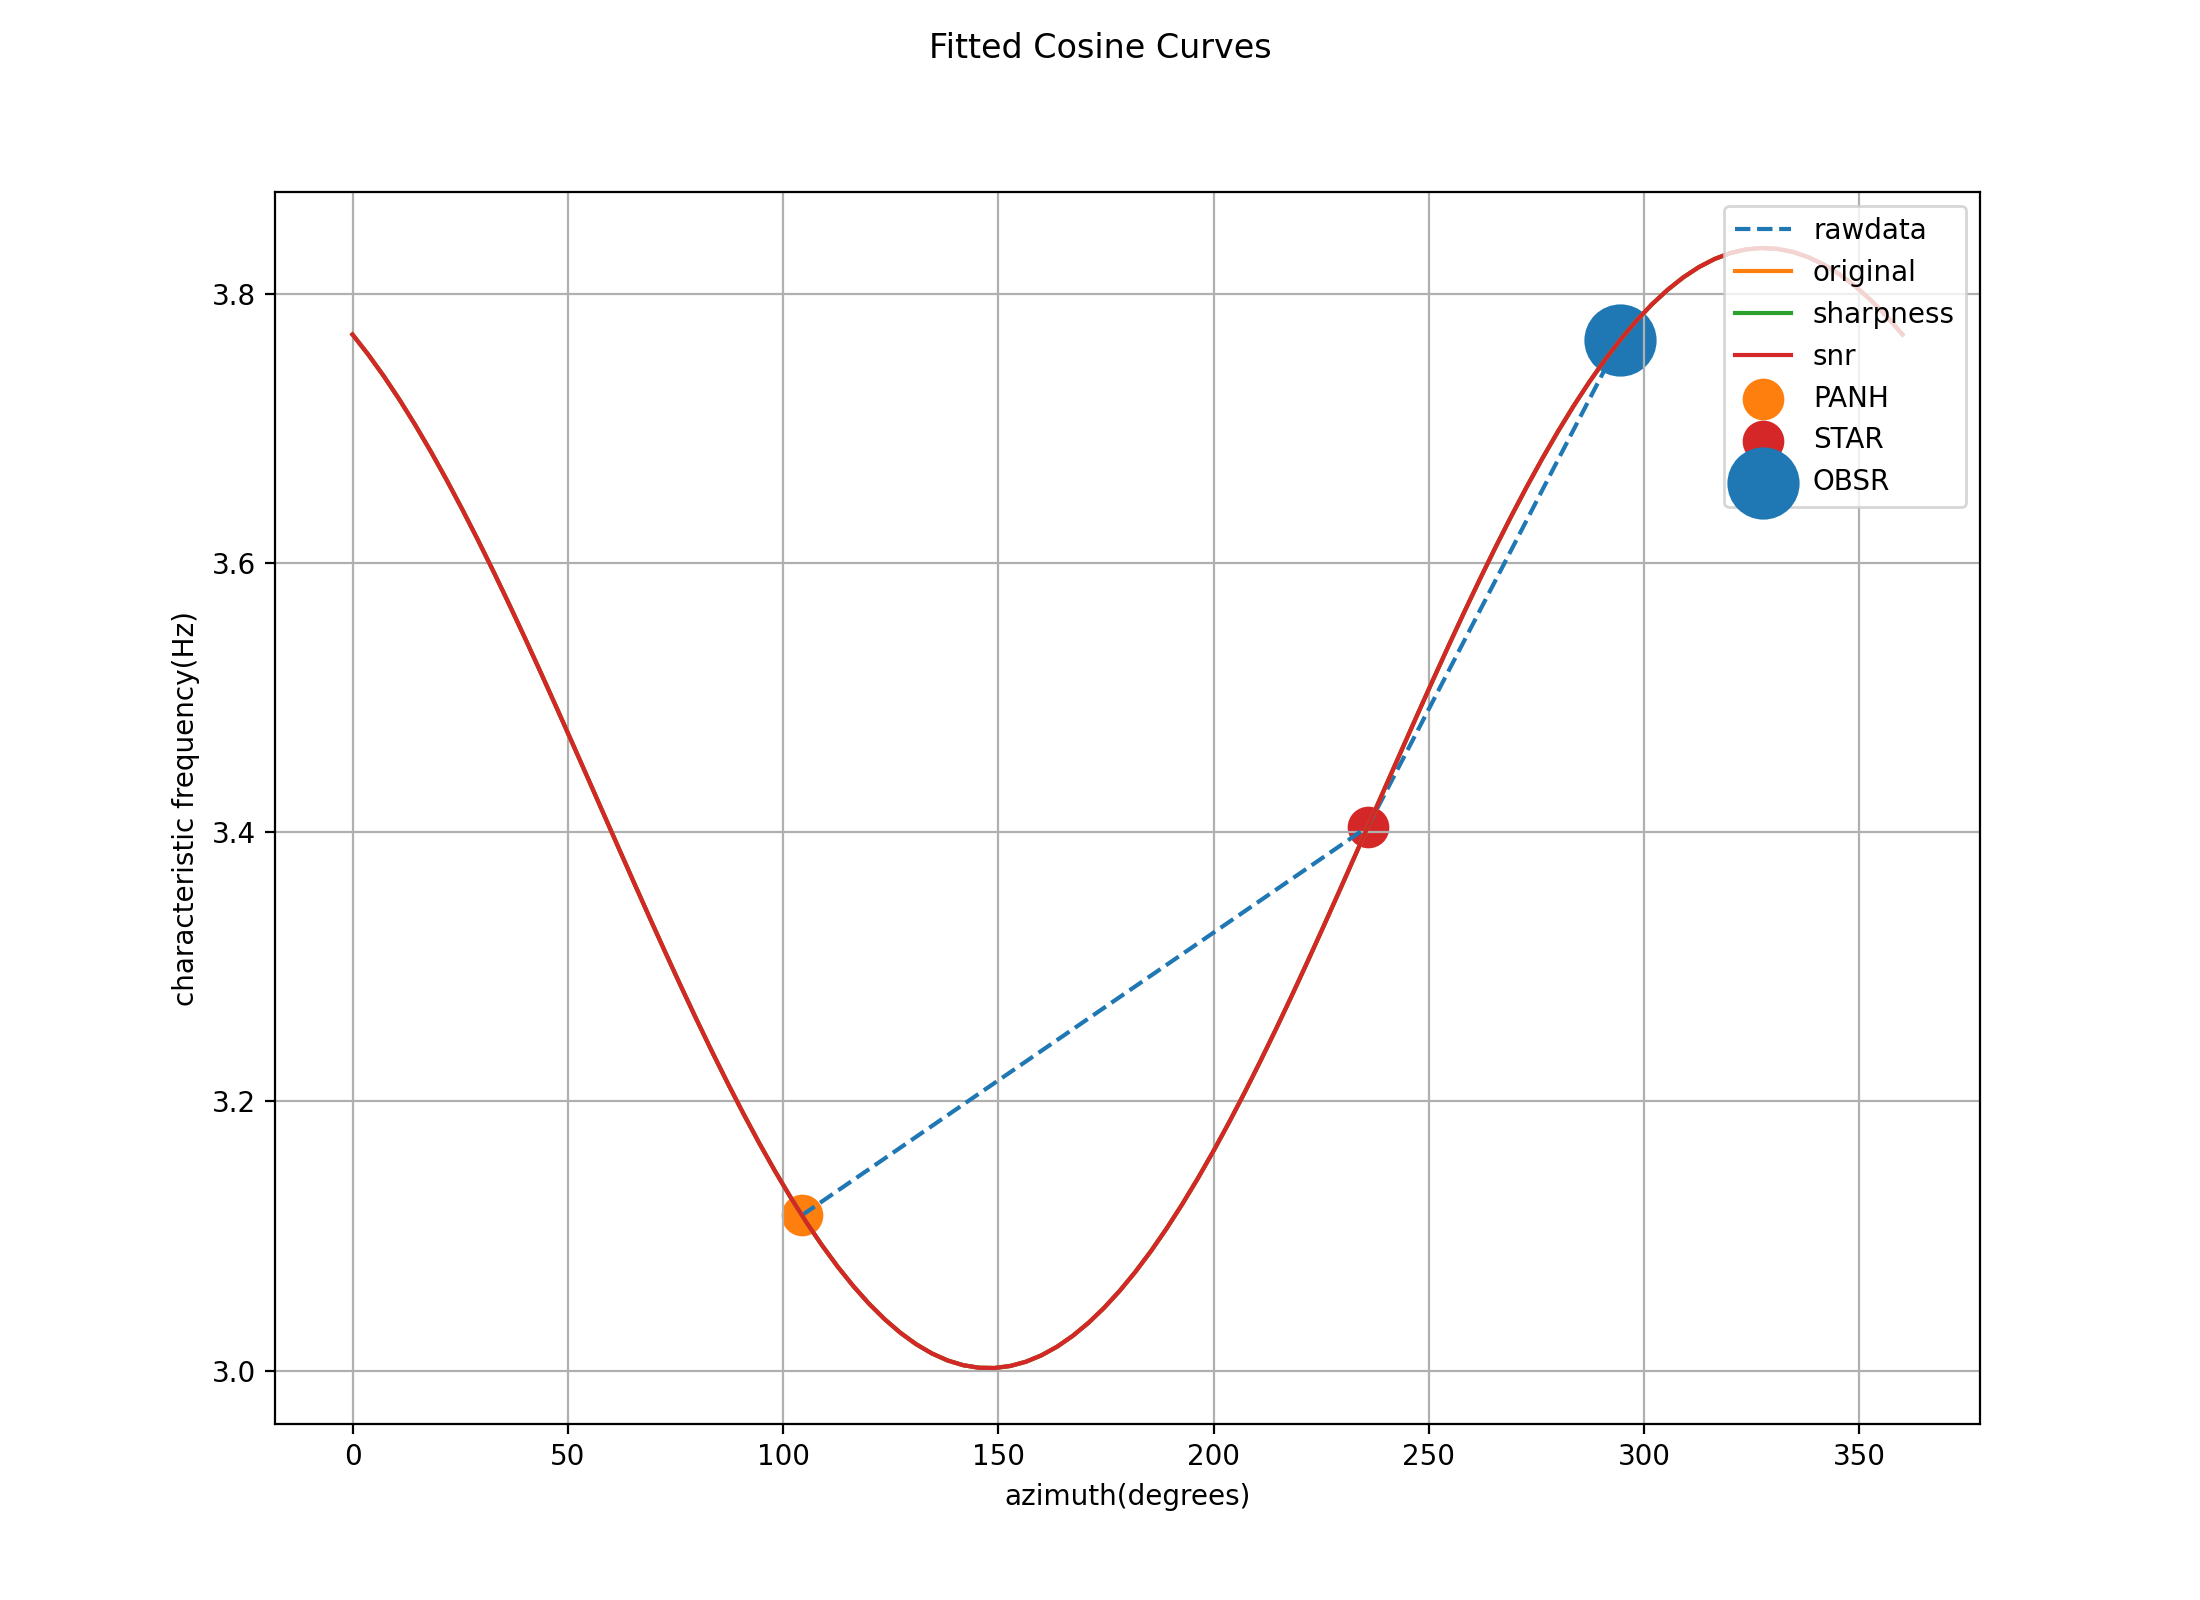 Fitted Cosine Curves
rawdata
original
sharpness
snr
PANH
STAR
OBSR
characteristic frequency(Hz)
3.8
3.6
3.4
3.2
3.0
0 50 100 150 200 250 300 350
azimuth(degrees)